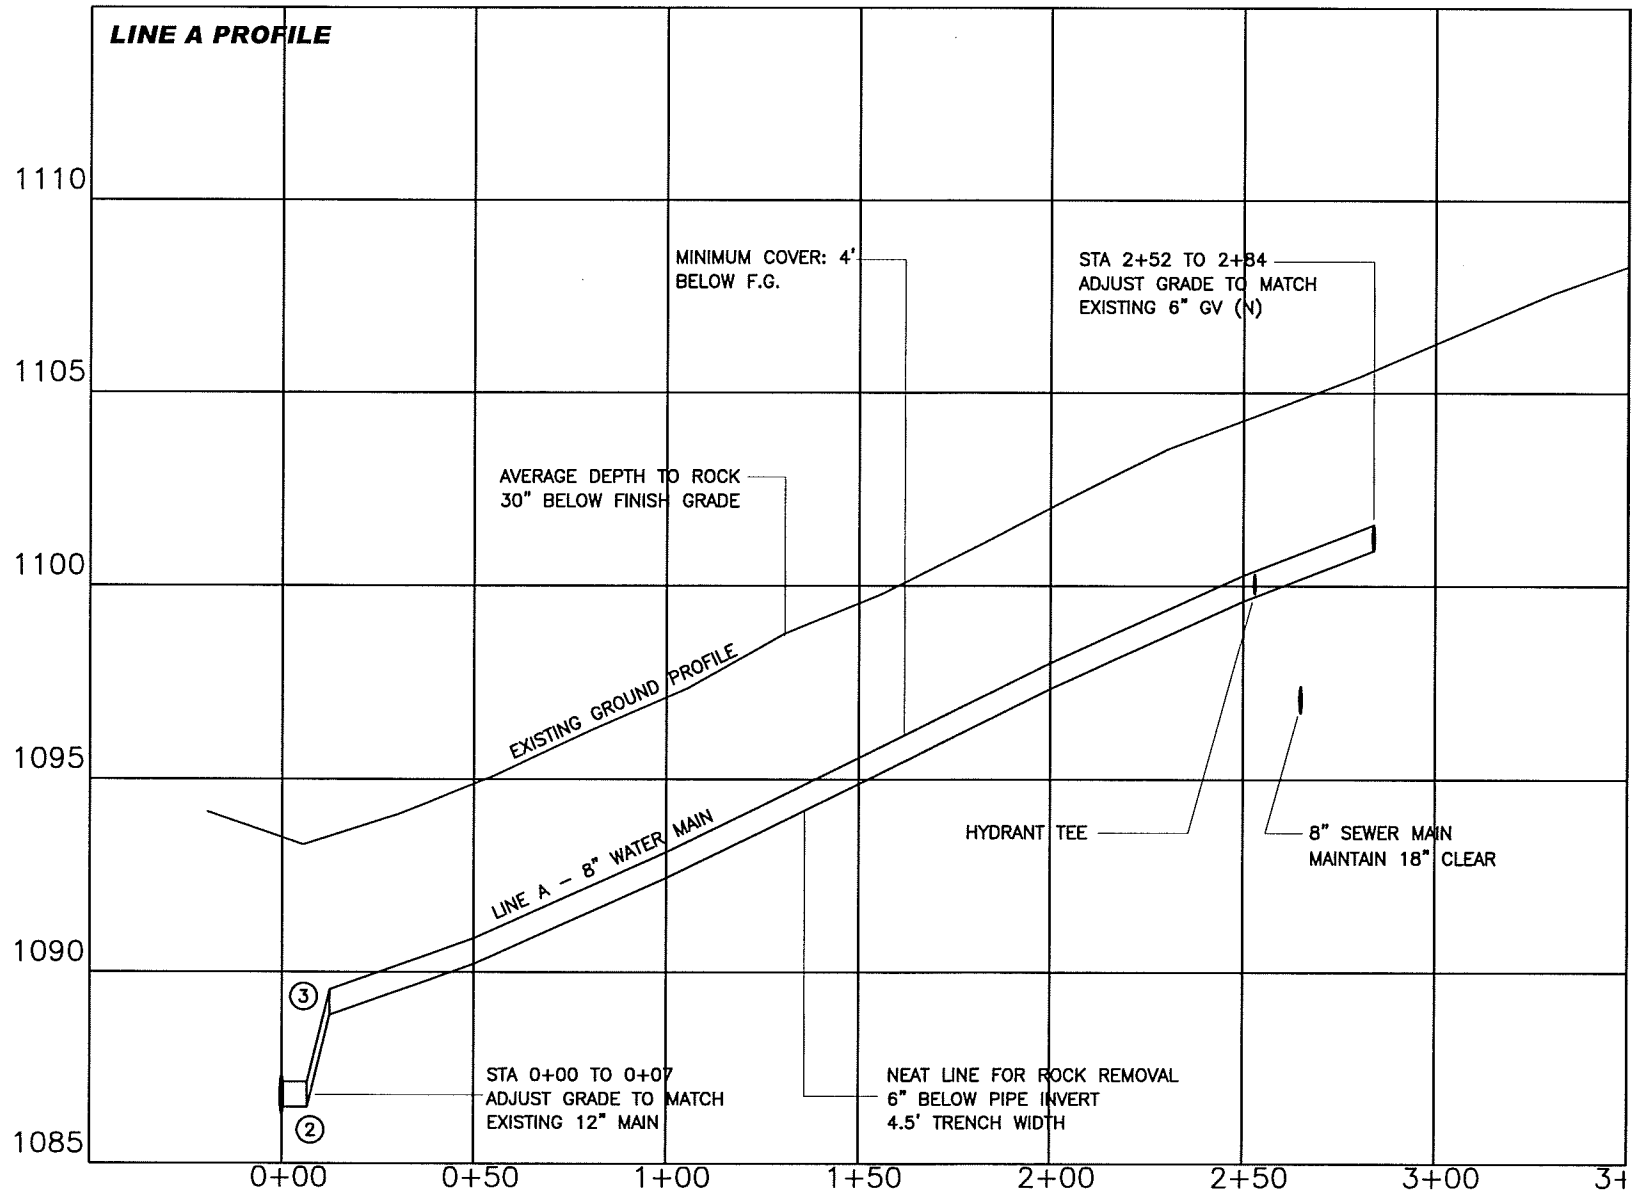 LINE A PROFILE
1110
MINIMUM COVER: 4'
BELOW F.G.
STA 2+52 TO 2+84
ADJUST GRADE TO MATCH
EXISTING 6" GV (N)
1105
AVERAGE DEPTH TO ROCK
30" BELOW FINISH GRADE
1100
EXISTING GROUND PROFILE
1095
LINE A - 8" WATER MAIN
HYDRANT TEE
8" SEWER MAIN
MAINTAIN 18" CLEAR
1090
3
STA 0+00 TO 0+07
ADJUST GRADE TO MATCH
EXISTING 12" MAIN
NEAT LINE FOR ROCK REMOVAL
6" BELOW PIPE INVERT
4.5' TRENCH WIDTH
2
1085
0+00 0+50 1+00 1+50 2+00 2+50 3+00 3+